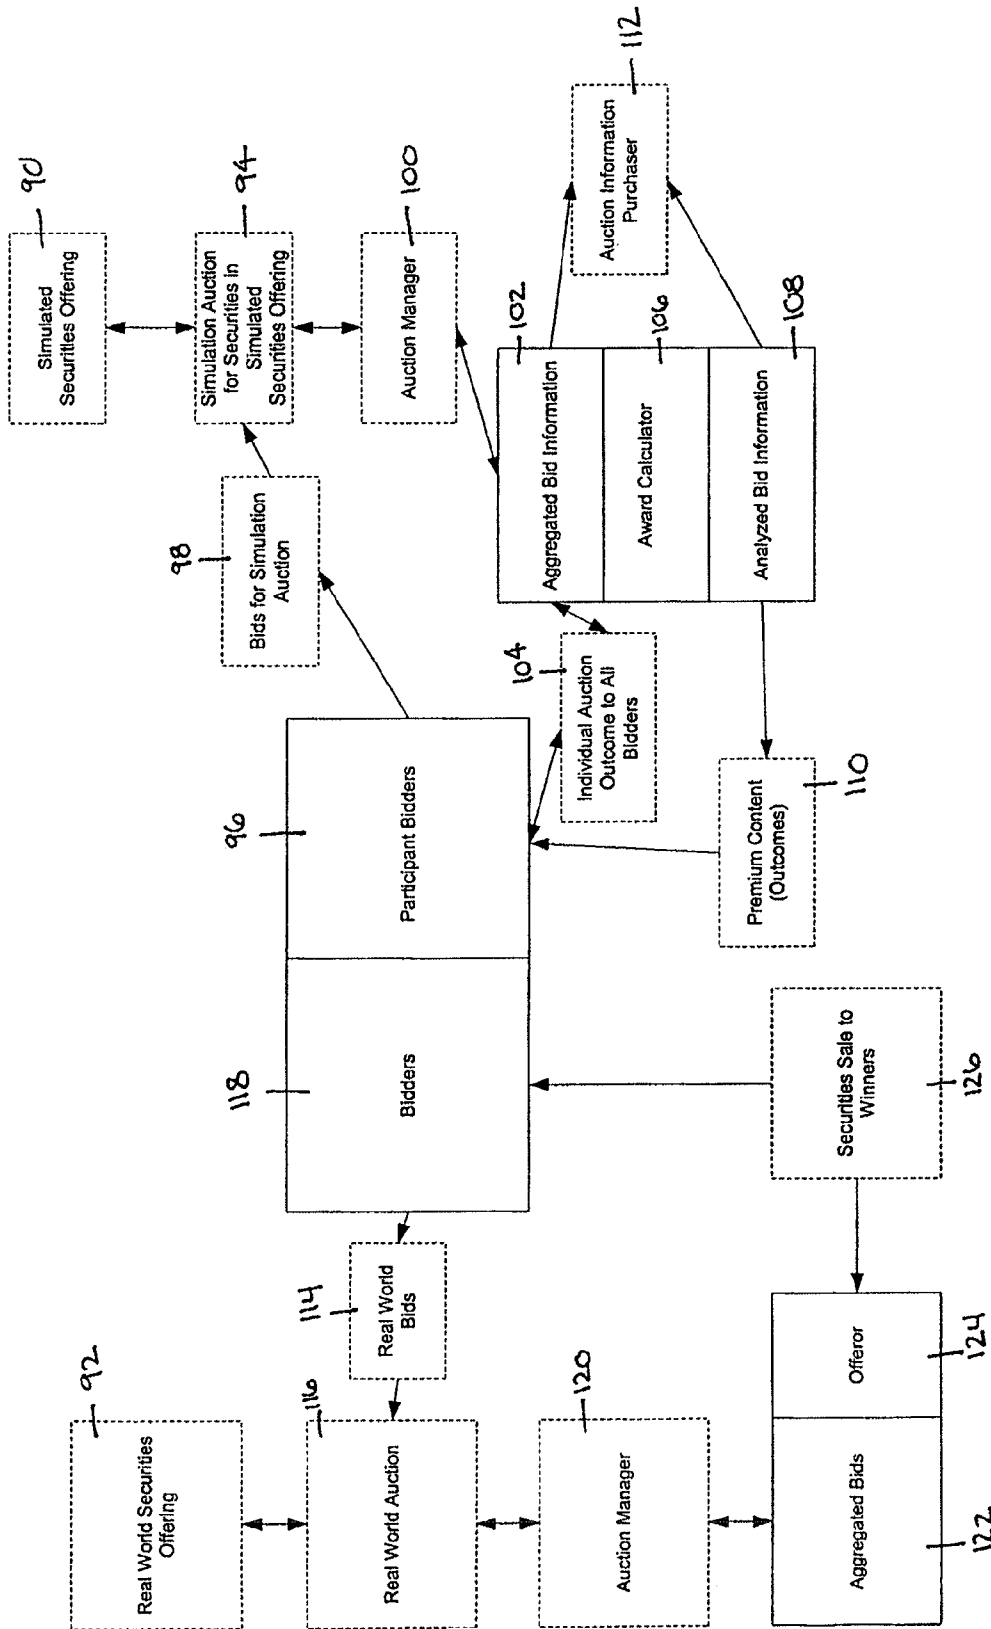 92
Real World Securities
Offering
116
Real World Auction
120
Auction Manager
Aggregated Bids
122
Offeror
124
114
Real World
Bids
118
Bidders
96
Participant Bidders
Securities Sale to
Winners
126
98
Bids for Simulation
Auction
104
Individual Auction
Outcome to All
Bidders
Premium Content
(Outcomes)
110
90
Simulated
Securities Offering
94
Simulation Auction
for Securities in
Simulated
Securities Offering
100
Auction Manager
102
Aggregated Bid Information
106
Award Calculator
108
Analyzed Bid Information
112
Auction Information
Purchaser